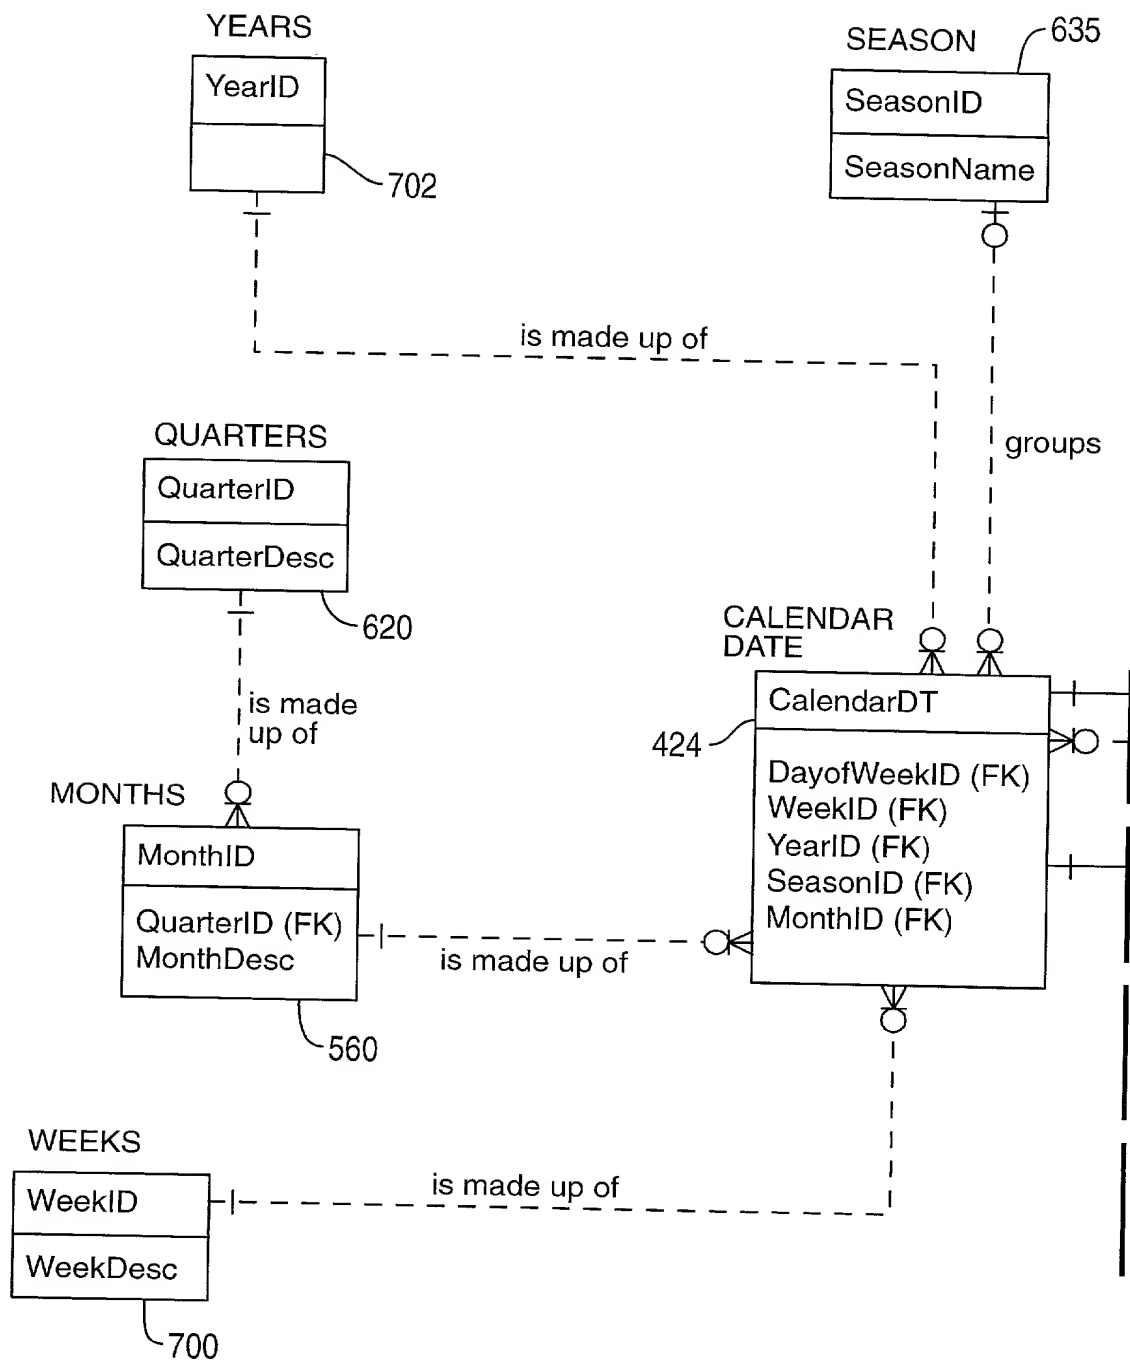 YEARS
YearID
702
SEASON
635
SeasonID
SeasonName
is made up of
groups
QUARTERS
QuarterID
QuarterDesc
620
is made
up of
MONTHS
MonthID
QuarterID (FK)
MonthDesc
560
is made up of
CALENDAR
DATE
CalendarDT
424
DayofWeekID (FK)
WeekID (FK)
YearID (FK)
SeasonID (FK)
MonthID (FK)
WEEKS
WeekID
WeekDesc
700
is made up of